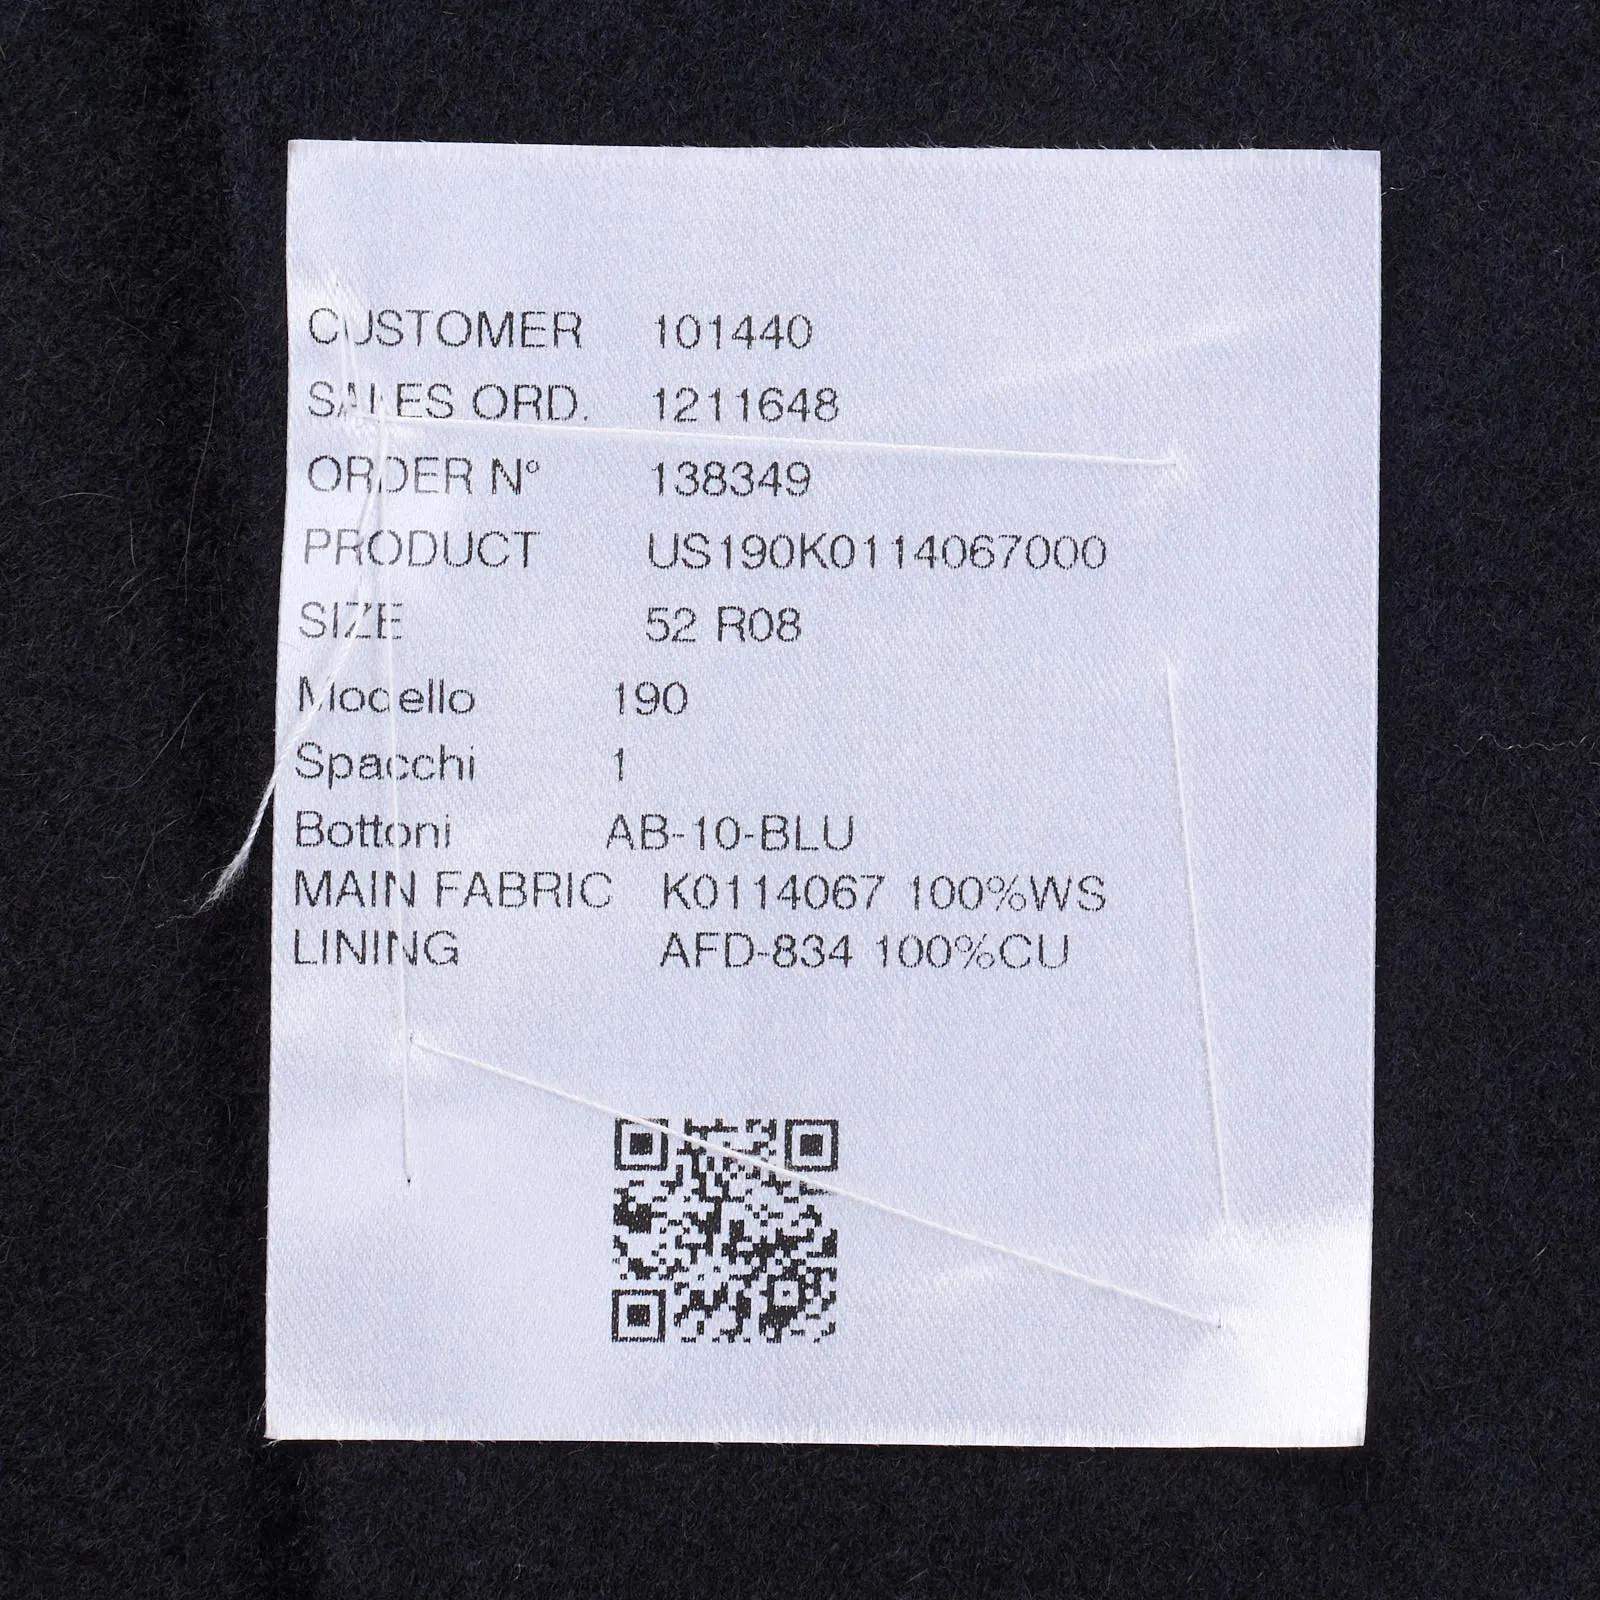 CUSTOMER 101440
SALES ORD. 1211648
ORDER N° 138349
PRODUCT US190K0114067000
SIZE 52 R08
Modello 190
Spacchi 1
Bottoni AB-10-BLU
MAIN FABRIC K0114067 100%WS
LINING AFD-834 100%CU